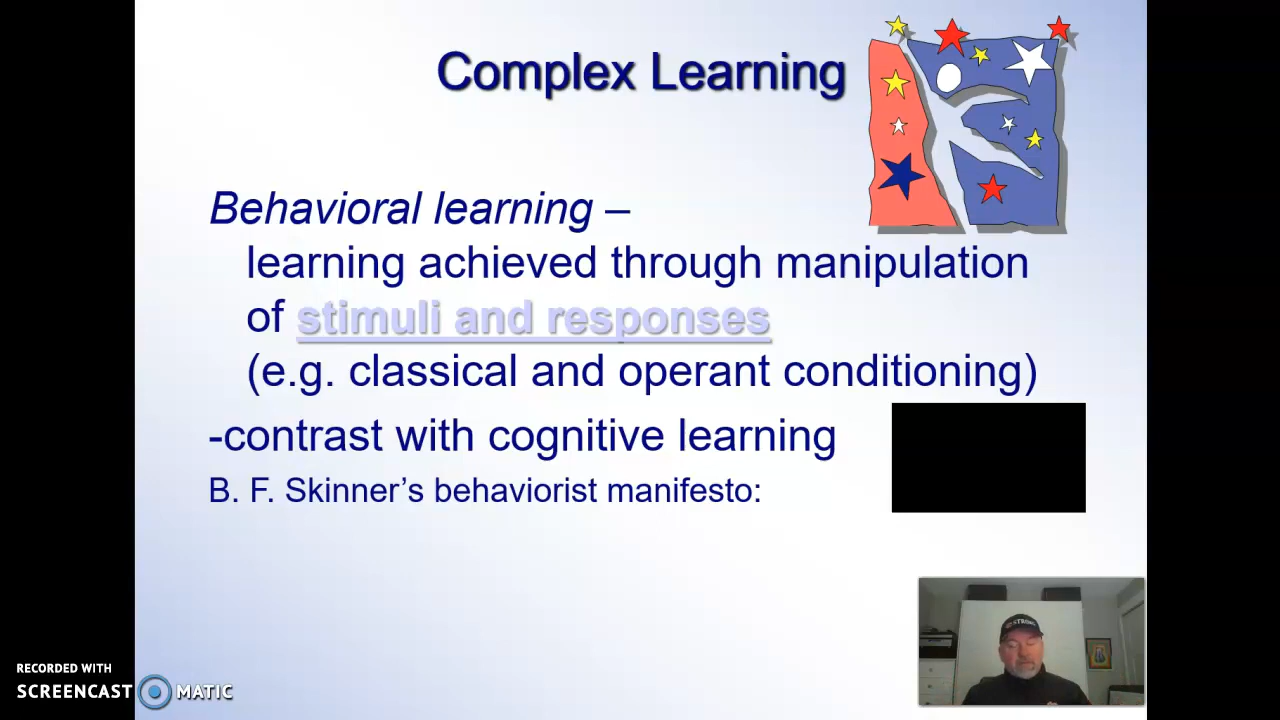 Complex Learning
Behavioral learning –
learning achieved through manipulation
of stimuli and responses
(e.g. classical and operant conditioning)
-contrast with cognitive learning
B. F. Skinner’s behaviorist manifesto:
RECORDED WITH
SCREENCAST MATIC